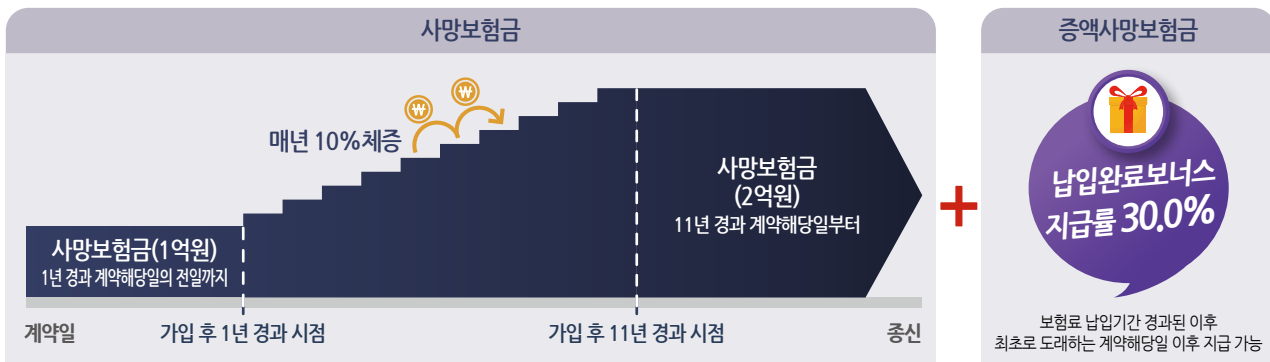 사망보험금
매년 10%체증
₩
₩
사망보험금(1억원)
1년 경과 계약해당일의 전일까지
사망보험금
(2억원)
11년 경과 계약해당일부터
계약일
가입 후 1년 경과 시점
가입 후 11년 경과 시점
종신
+
증액사망보험금
납입완료보너스
지급률 30.0%
보험료 납입기간 경과된 이후
최초로 도래하는 계약해당일 이후 지급 가능